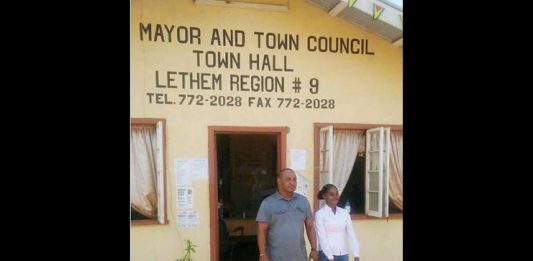 MAYOR AND TOWN COUNCIL
TOWN HALL
LETHEM REGION # 9
TEL. 772-2028 FAX 772-2028